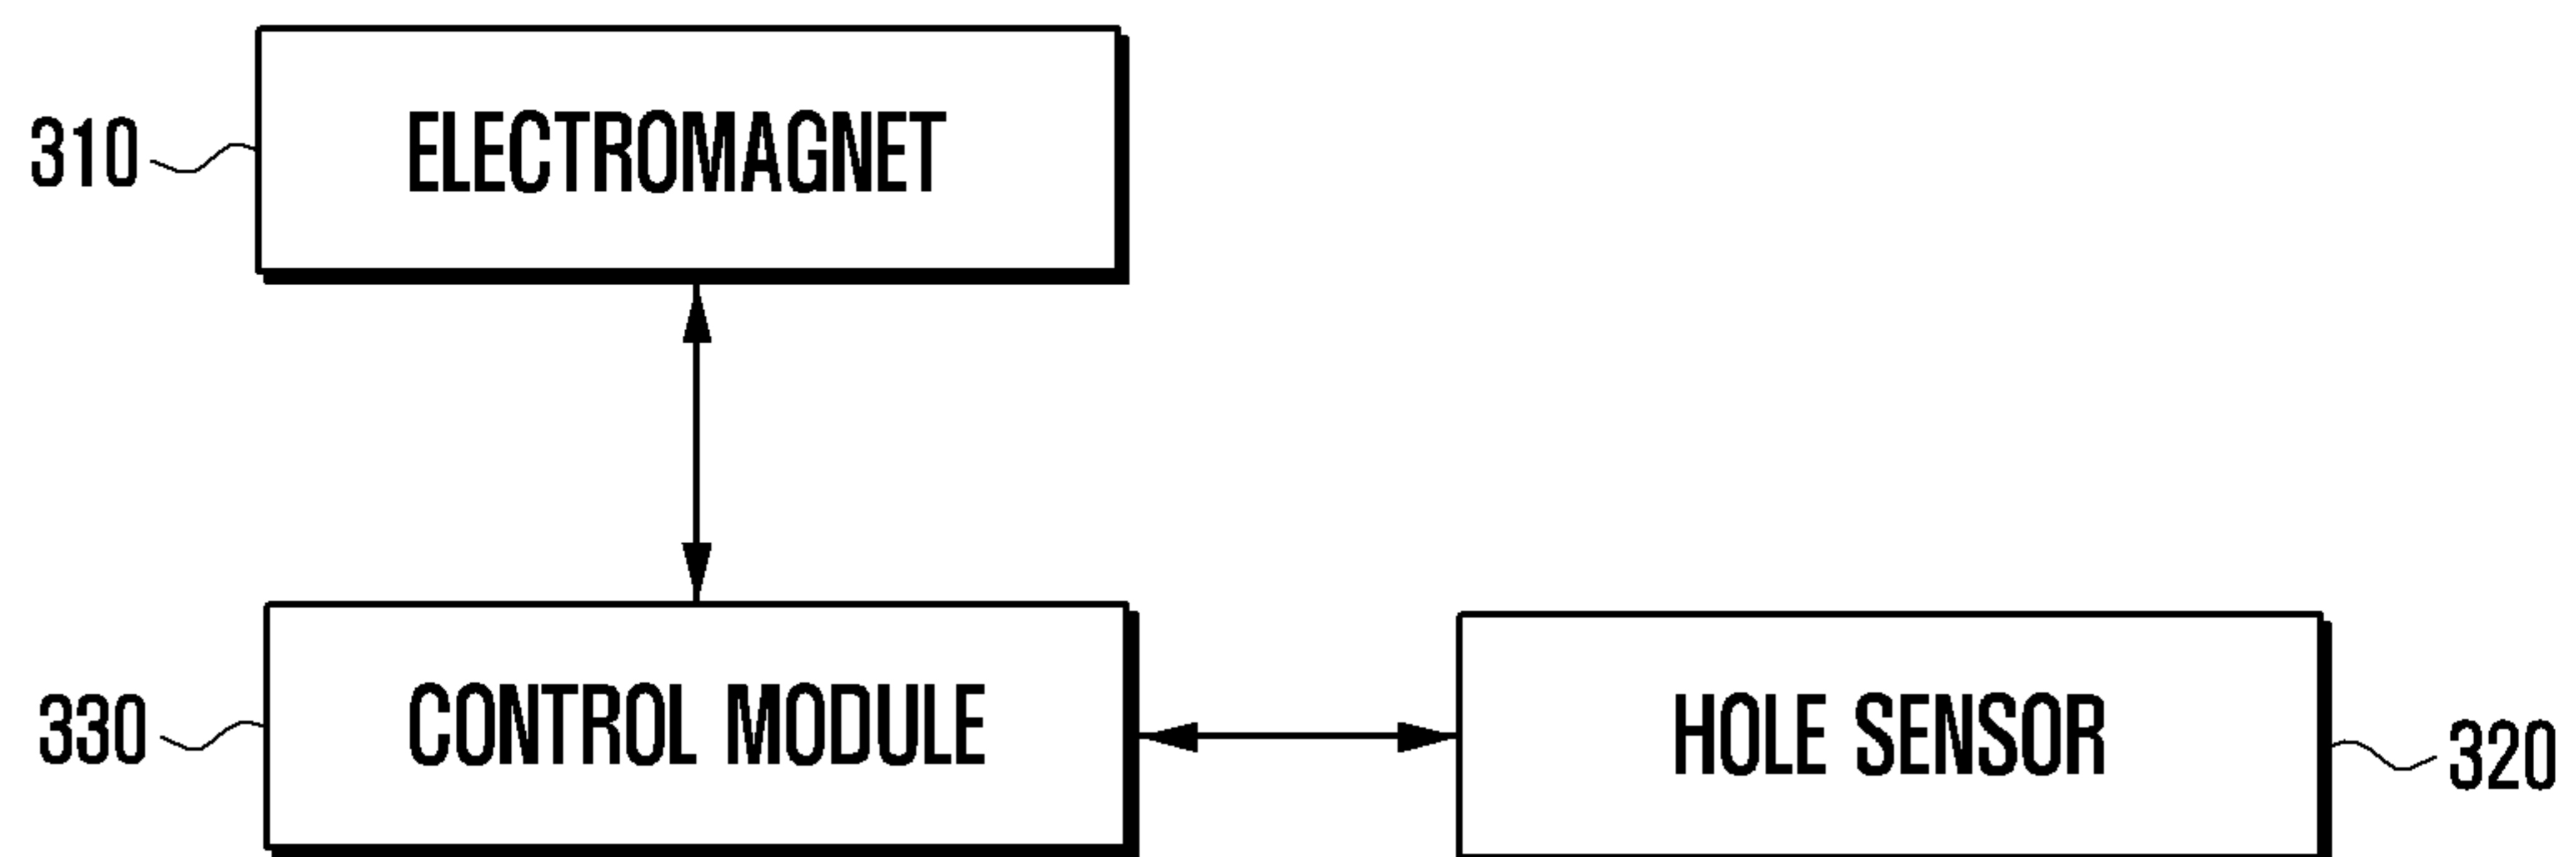 310
ELECTROMAGNET
330
CONTROL MODULE
HOLE SENSOR
320